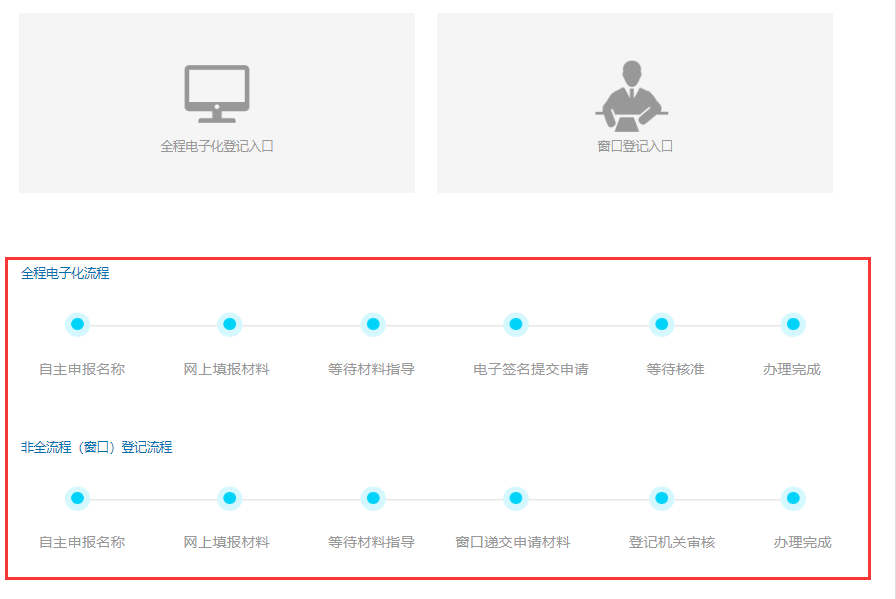 全程电子化登记入口 窗口登记入口
全程电子化流程
自主申报名称 网上填报材料 等待材料指导 电子签名提交申请 等待核准 办理完成
非全流程（窗口）登记流程
自主申报名称 网上填报材料 等待材料指导 窗口递交申请材料 登记机关审核 办理完成